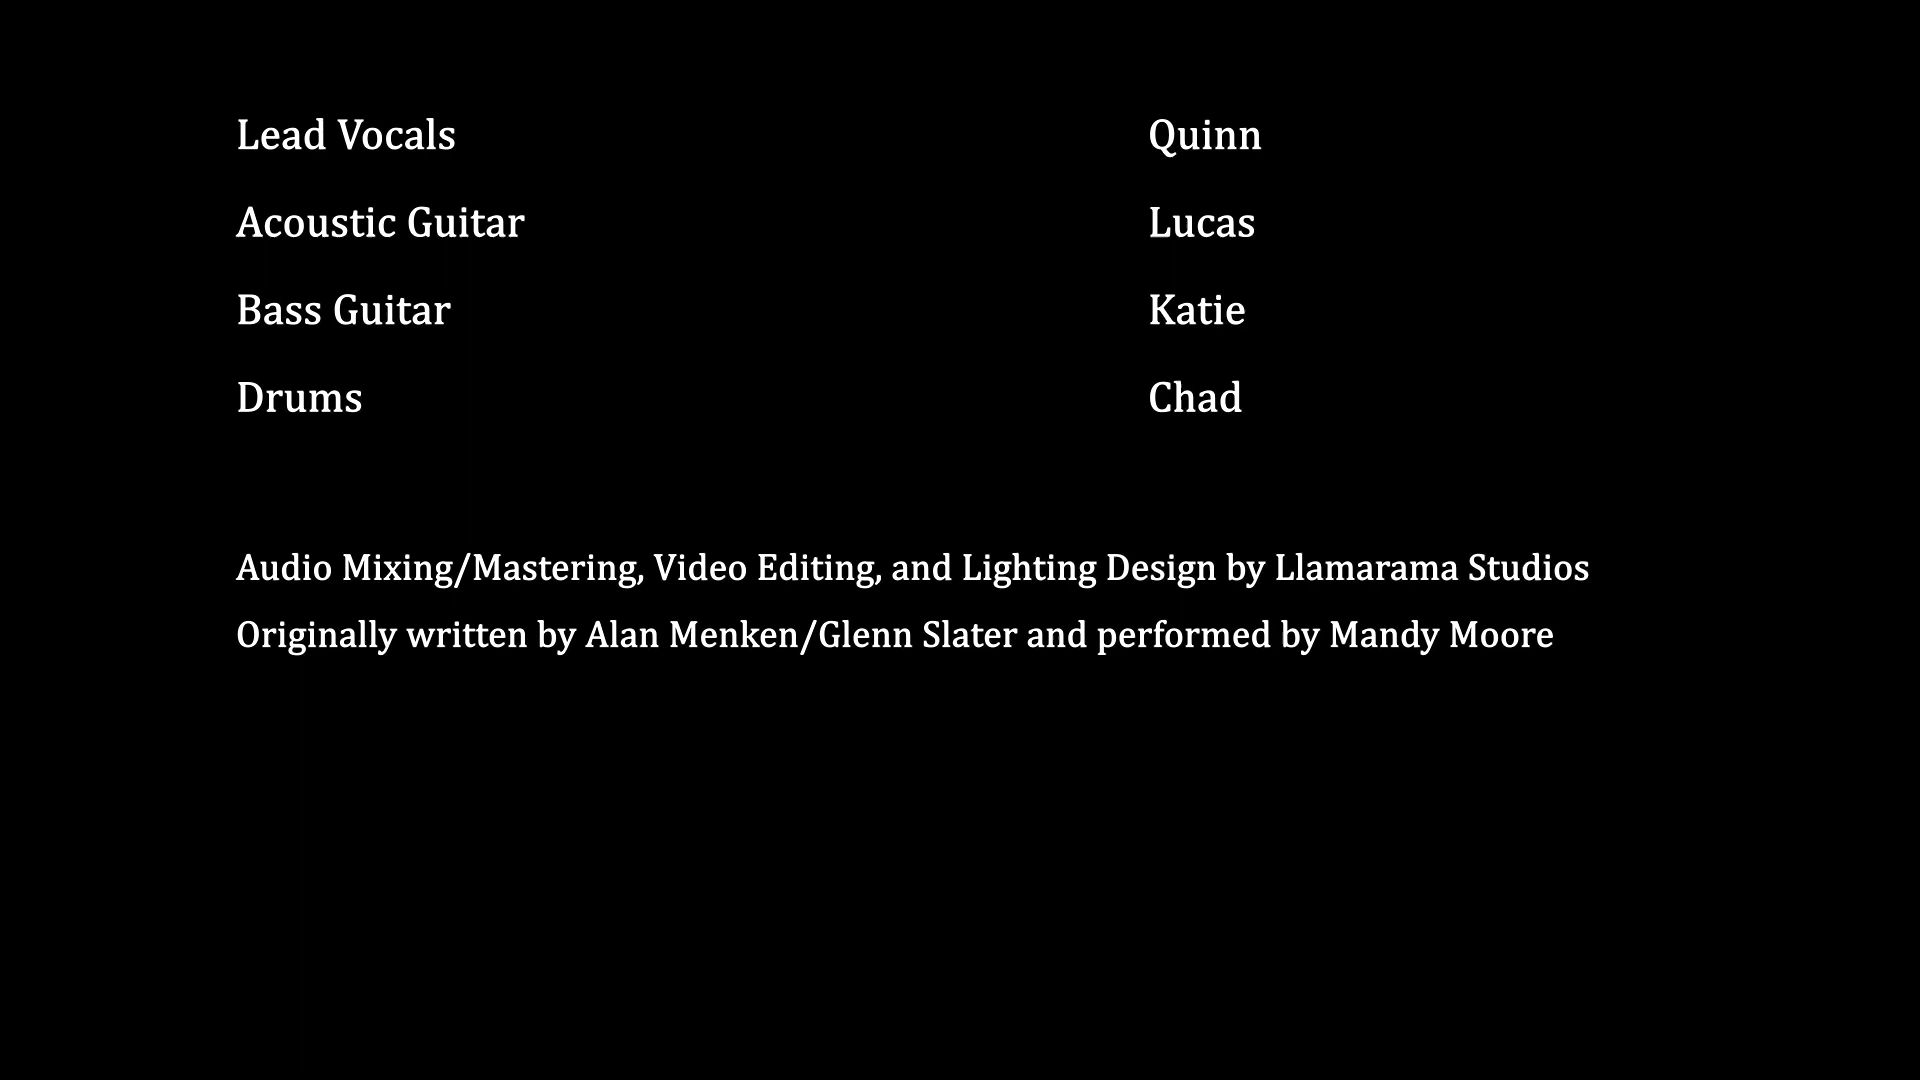 Lead Vocals Quinn
Acoustic Guitar Lucas
Bass Guitar Katie
Drums Chad
Audio Mixing/Mastering, Video Editing, and Lighting Design by Llamarama Studios
Originally written by Alan Menken/Glenn Slater and performed by Mandy Moore